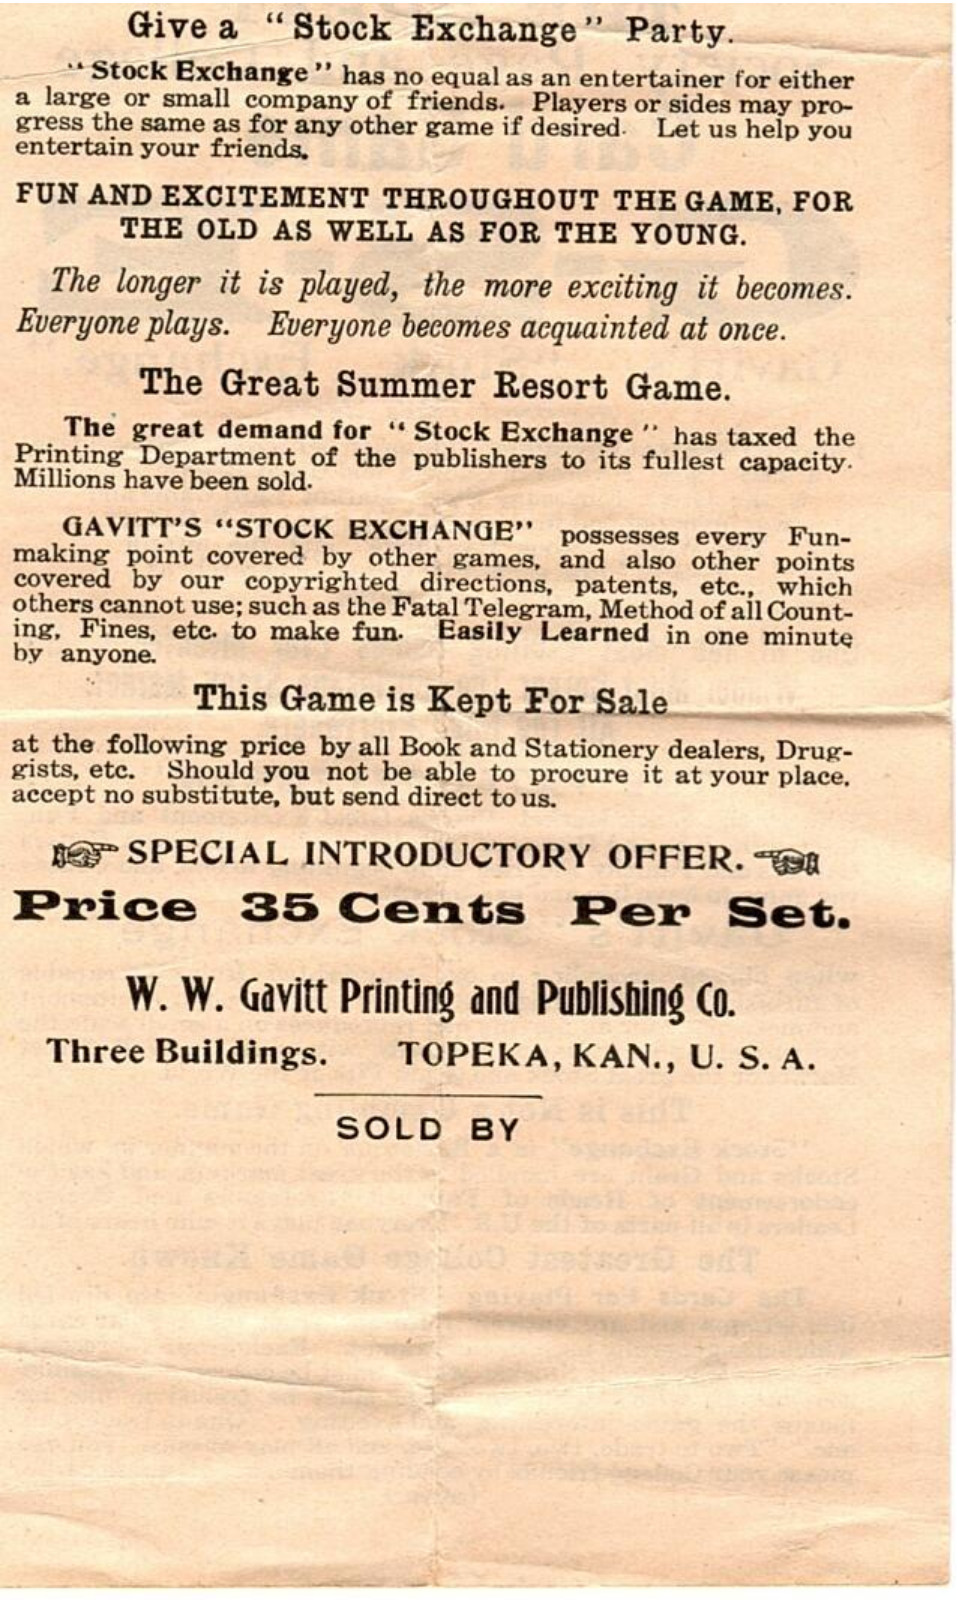 Give a "Stock Exchange" Party.
"Stock Exchange" has no equal as an entertainer for either
a large or small company of friends. Players or sides may pro-
gress the same as for any other game if desired. Let us help you
entertain your friends.
FUN AND EXCITEMENT THROUGHOUT THE GAME, FOR
THE OLD AS WELL AS FOR THE YOUNG.
The longer it is played, the more exciting it becomes.
Everyone plays. Everyone becomes acquainted at once.
The Great Summer Resort Game.
The great demand for "Stock Exchange" has taxed the
Printing Department of the publishers to its fullest capacity.
Millions have been sold.
GAVITT'S "STOCK EXCHANGE" possesses every Fun-
making point covered by other games, and also other points
covered by our copyrighted directions, patents, etc., which
others cannot use; such as the Fatal Telegram, Method of all Count-
ing, Fines, etc. to make fun. Easily Learned in one minute
by anyone.
This Game is Kept For Sale
at the following price by all Book and Stationery dealers, Drug-
gists, etc. Should you not be able to procure it at your place,
accept no substitute, but send direct to us.
SPECIAL INTRODUCTORY OFFER.
Price 35 Cents Per Set.
W. W. Gavitt Printing and Publishing Co.
Three Buildings. TOPEKA, KAN., U. S. A.
SOLD BY